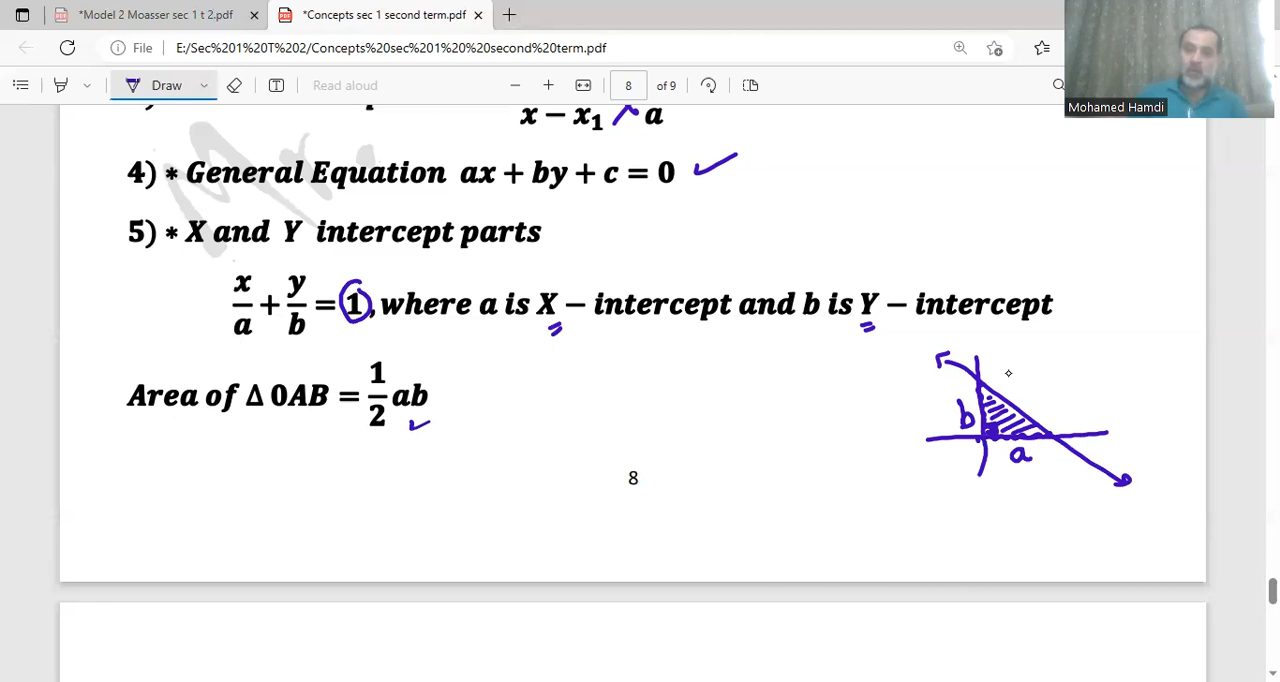 *Model 2 Moasser sec 1 t 2.pdf
*Concepts sec 1 second term.pdf
File E:/Sec%201%20T%202/Concepts%20sec%201%20%20second%20term.pdf
Draw
Read aloud
8 of 9
Mohamed Hamdi
x − x₁ a
4) * General Equation ax + by + c = 0
5) * X and Y intercept parts
x/a + y/b = 1, where a is X − intercept and b is Y − intercept
Area of Δ 0AB = 1/2 ab
b
a
8
Mr.